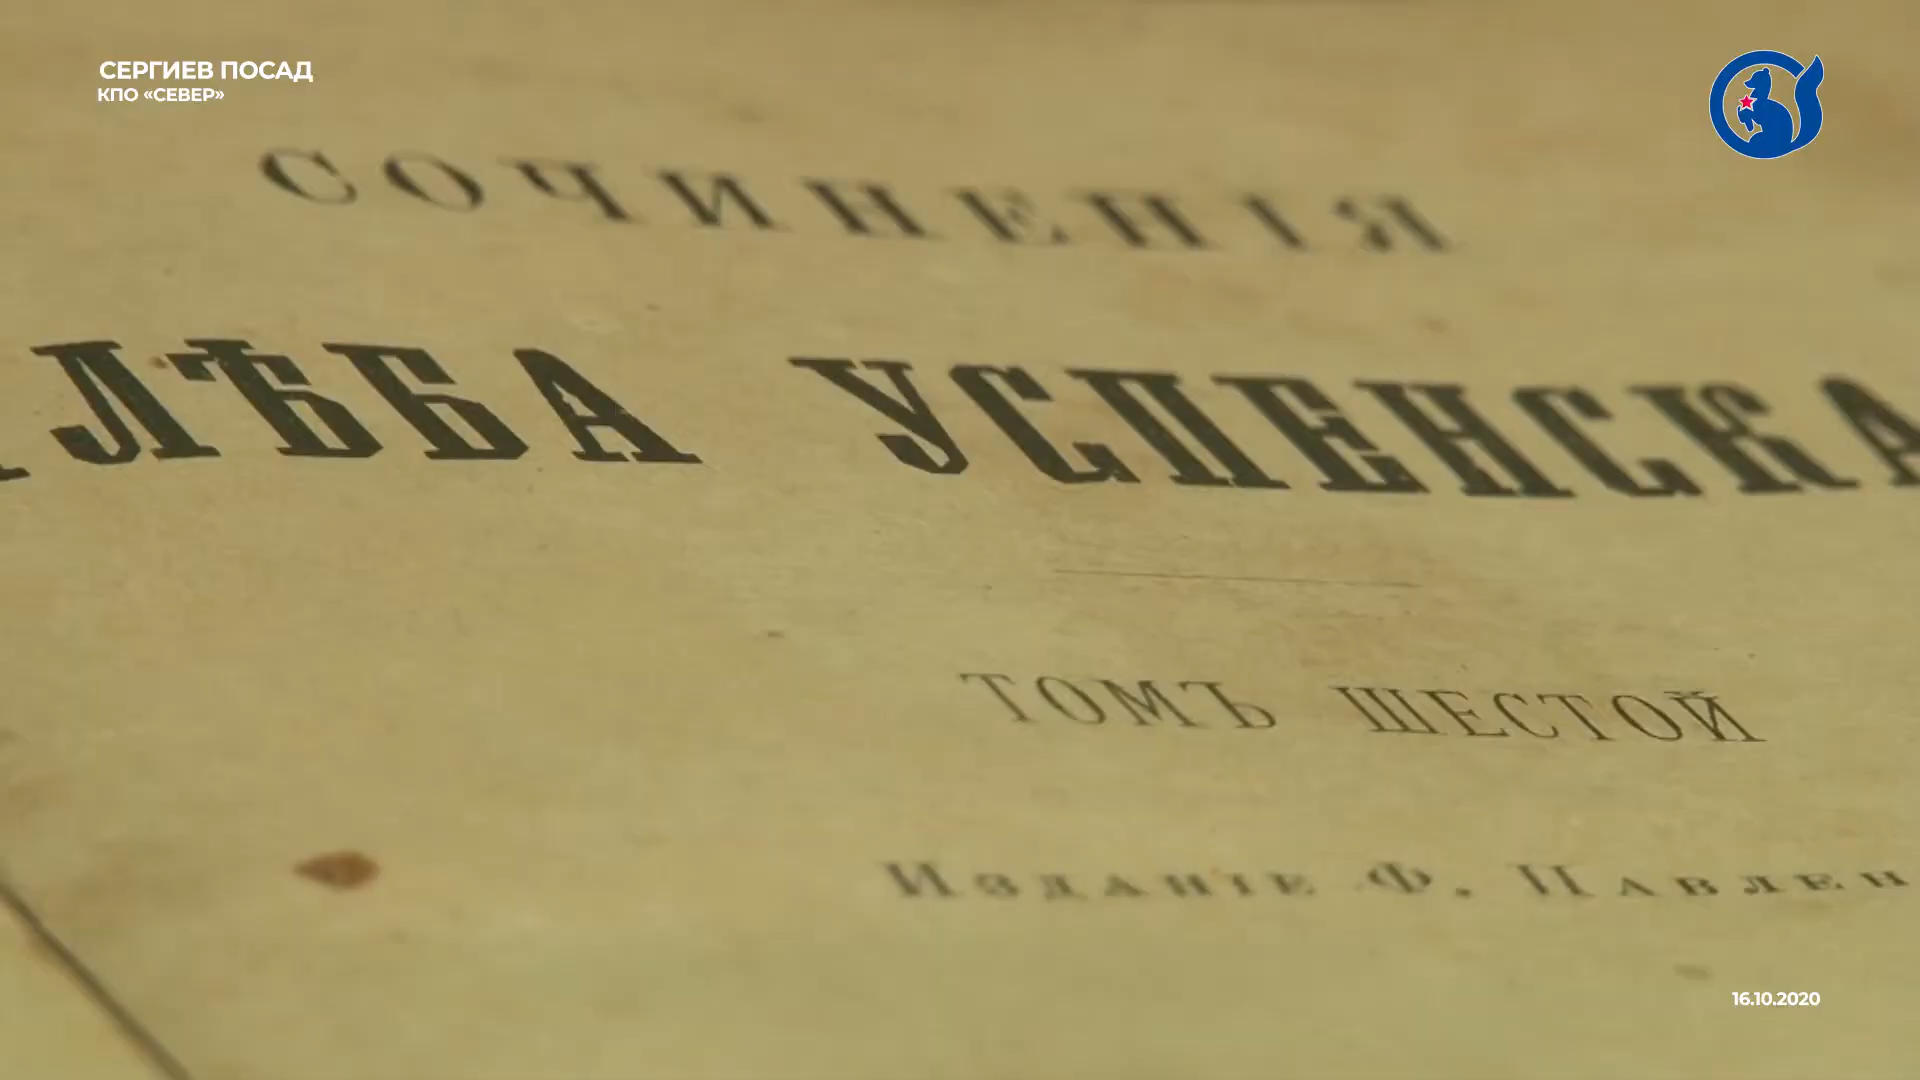 СЕРГИЕВ ПОСАД
КПО «СЕВЕР»
СОЧИНЕНІЯ
ЛѢБА УСПЕНСКА
ТОМЪ ШЕСТОЙ
Изданіе Ф. Павлен
16.10.2020